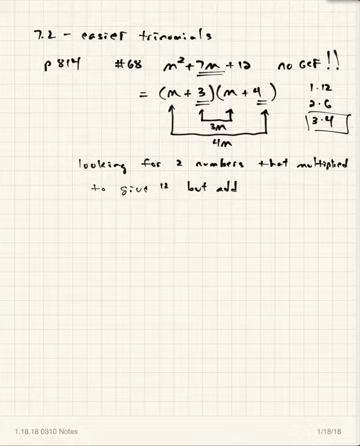 7.2 - easier trinomials
p 814 #68 m² + 7m + 12 no GCF!!
= (m + 3)(m + 4)
1·12
2·6
3·4
3m
4m
looking for 2 numbers that multiplied
to give 12 but add
1.18.18 0310 Notes
1/18/18